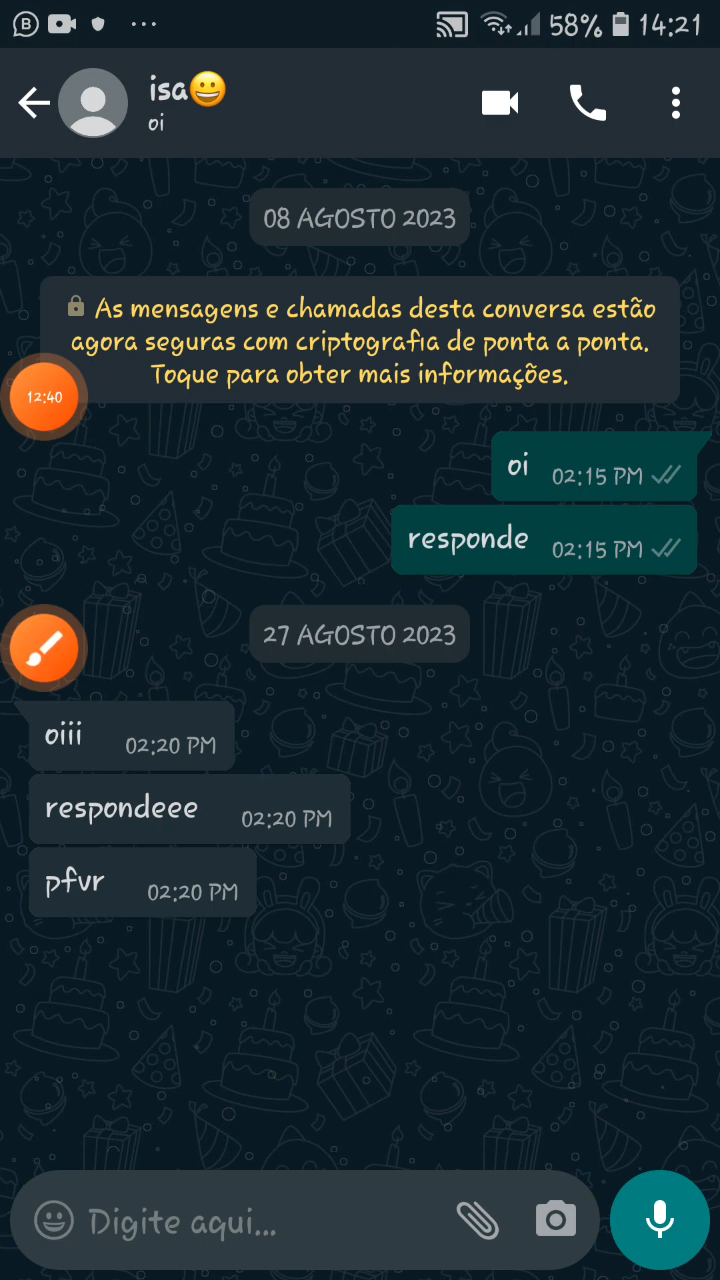 B 58% 14:21
isa😀
oi
08 AGOSTO 2023
As mensagens e chamadas desta conversa estão
agora seguras com criptografia de ponta a ponta.
Toque para obter mais informações.
12:40
oi 02:15 PM
responde 02:15 PM
27 AGOSTO 2023
oiii 02:20 PM
respondeee 02:20 PM
pfvr 02:20 PM
Digite aqui...